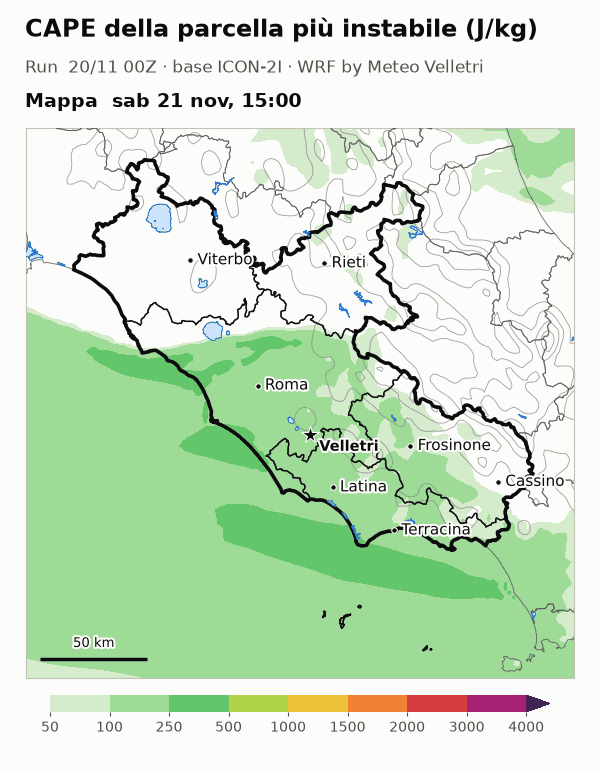 CAPE della parcella più instabile (J/kg)
Run  20/11 00Z · base ICON-2I · WRF by Meteo Velletri
Mappa  sab 21 nov, 15:00
Viterbo
Rieti
Roma
Velletri
Frosinone
Cassino
Latina
Terracina
50 km
50 100 250 500 1000 1500 2000 3000 4000